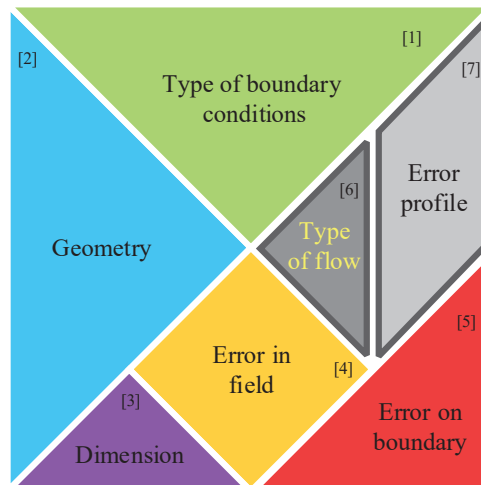 [1]
[2]
[7]
Type of boundary
conditions
Error
profile
[6]
Type
of flow
Geometry
[5]
Error in
field
[4]
[3]
Error on
boundary
Dimension